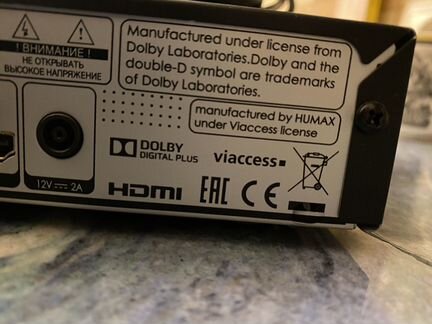 ! ВНИМАНИЕ !
НЕ ОТКРЫВАТЬ
ВЫСОКОЕ НАПРЯЖЕНИЕ
Manufactured under license from
Dolby Laboratories.Dolby and the
double-D symbol are trademarks
of Dolby Laboratories.
manufactured by HUMAX
under Viaccess license
DOLBY
DIGITAL PLUS
viaccess
12V 2A
HDMI EAC CE